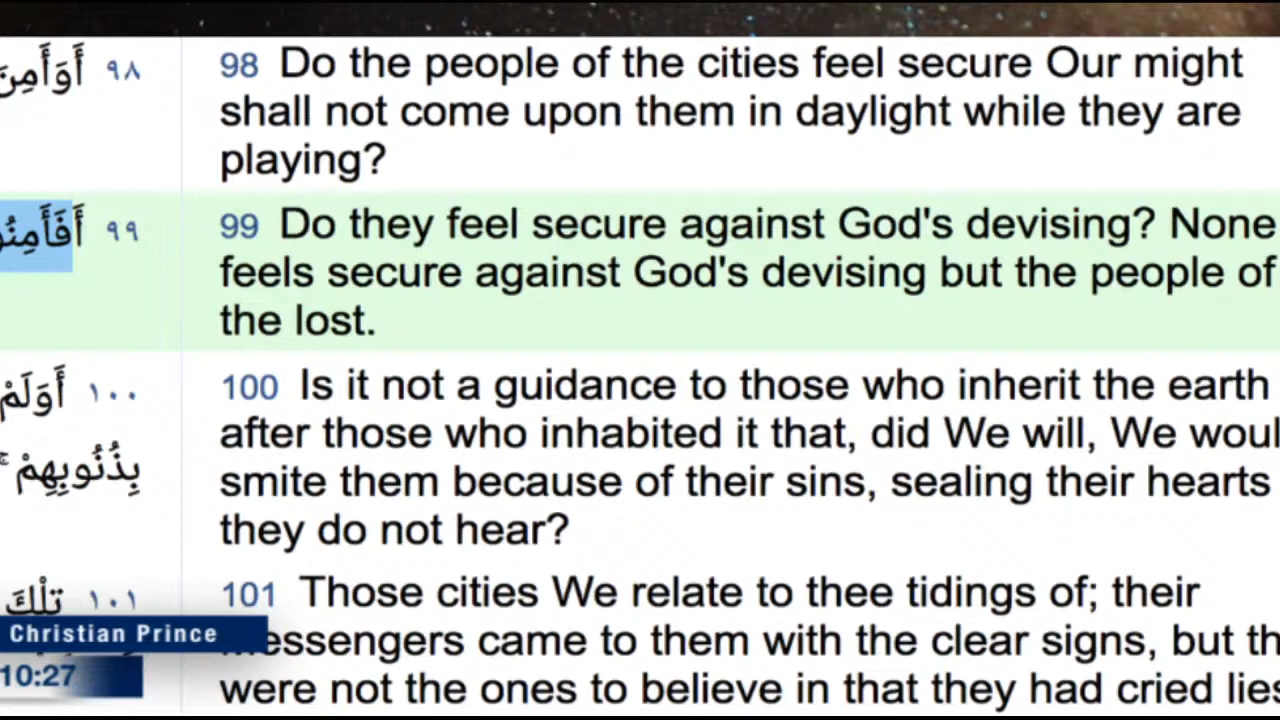 ٩٨ أَوَأَمِنَ
98 Do the people of the cities feel secure Our might
shall not come upon them in daylight while they are
playing?
٩٩ أَفَأَمِنُو
99 Do they feel secure against God's devising? None
feels secure against God's devising but the people of
the lost.
١٠٠ أَوَلَمْ
100 Is it not a guidance to those who inherit the earth
after those who inhabited it that, did We will, We woul
بِذُنُوبِهِمْ
smite them because of their sins, sealing their hearts
they do not hear?
١٠١ تِلْكَ
101 Those cities We relate to thee tidings of; their
Christian Prince
essengers came to them with the clear signs, but th
10:27
were not the ones to believe in that they had cried lies